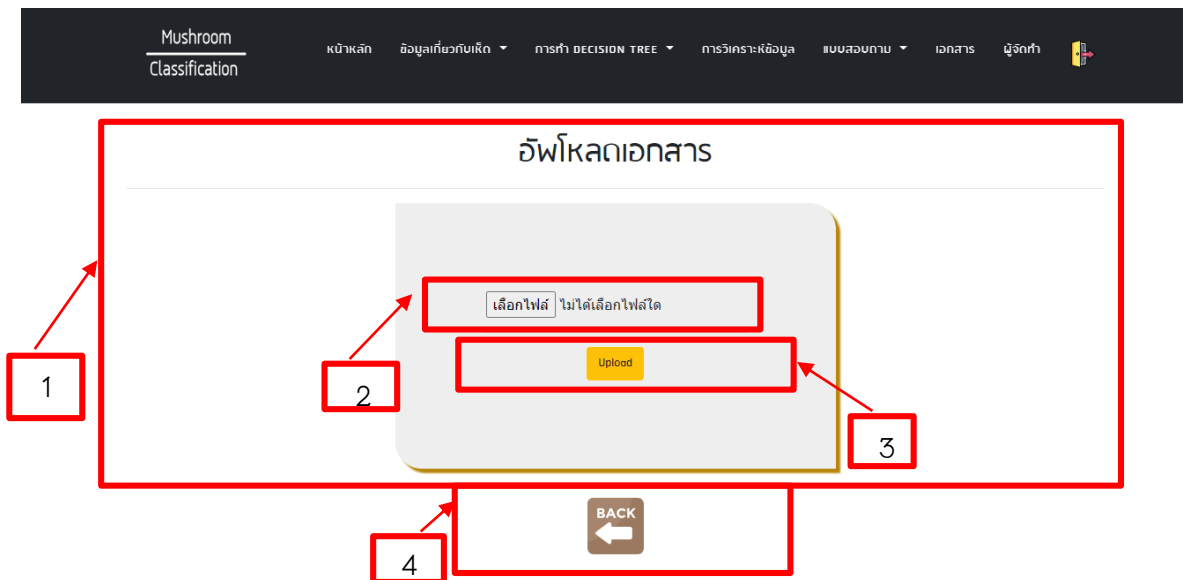 Mushroom
Classification
หน้าหลัก ข้อมูลเกี่ยวกับเห็ด การทำ DECISION TREE การวิเคราะห์ข้อมูล แบบสอบถาม เอกสาร ผู้จัดทำ
อัพโหลดเอกสาร
เลือกไฟล์ ไม่ได้เลือกไฟล์ใด
Upload
1
2
3
BACK
4